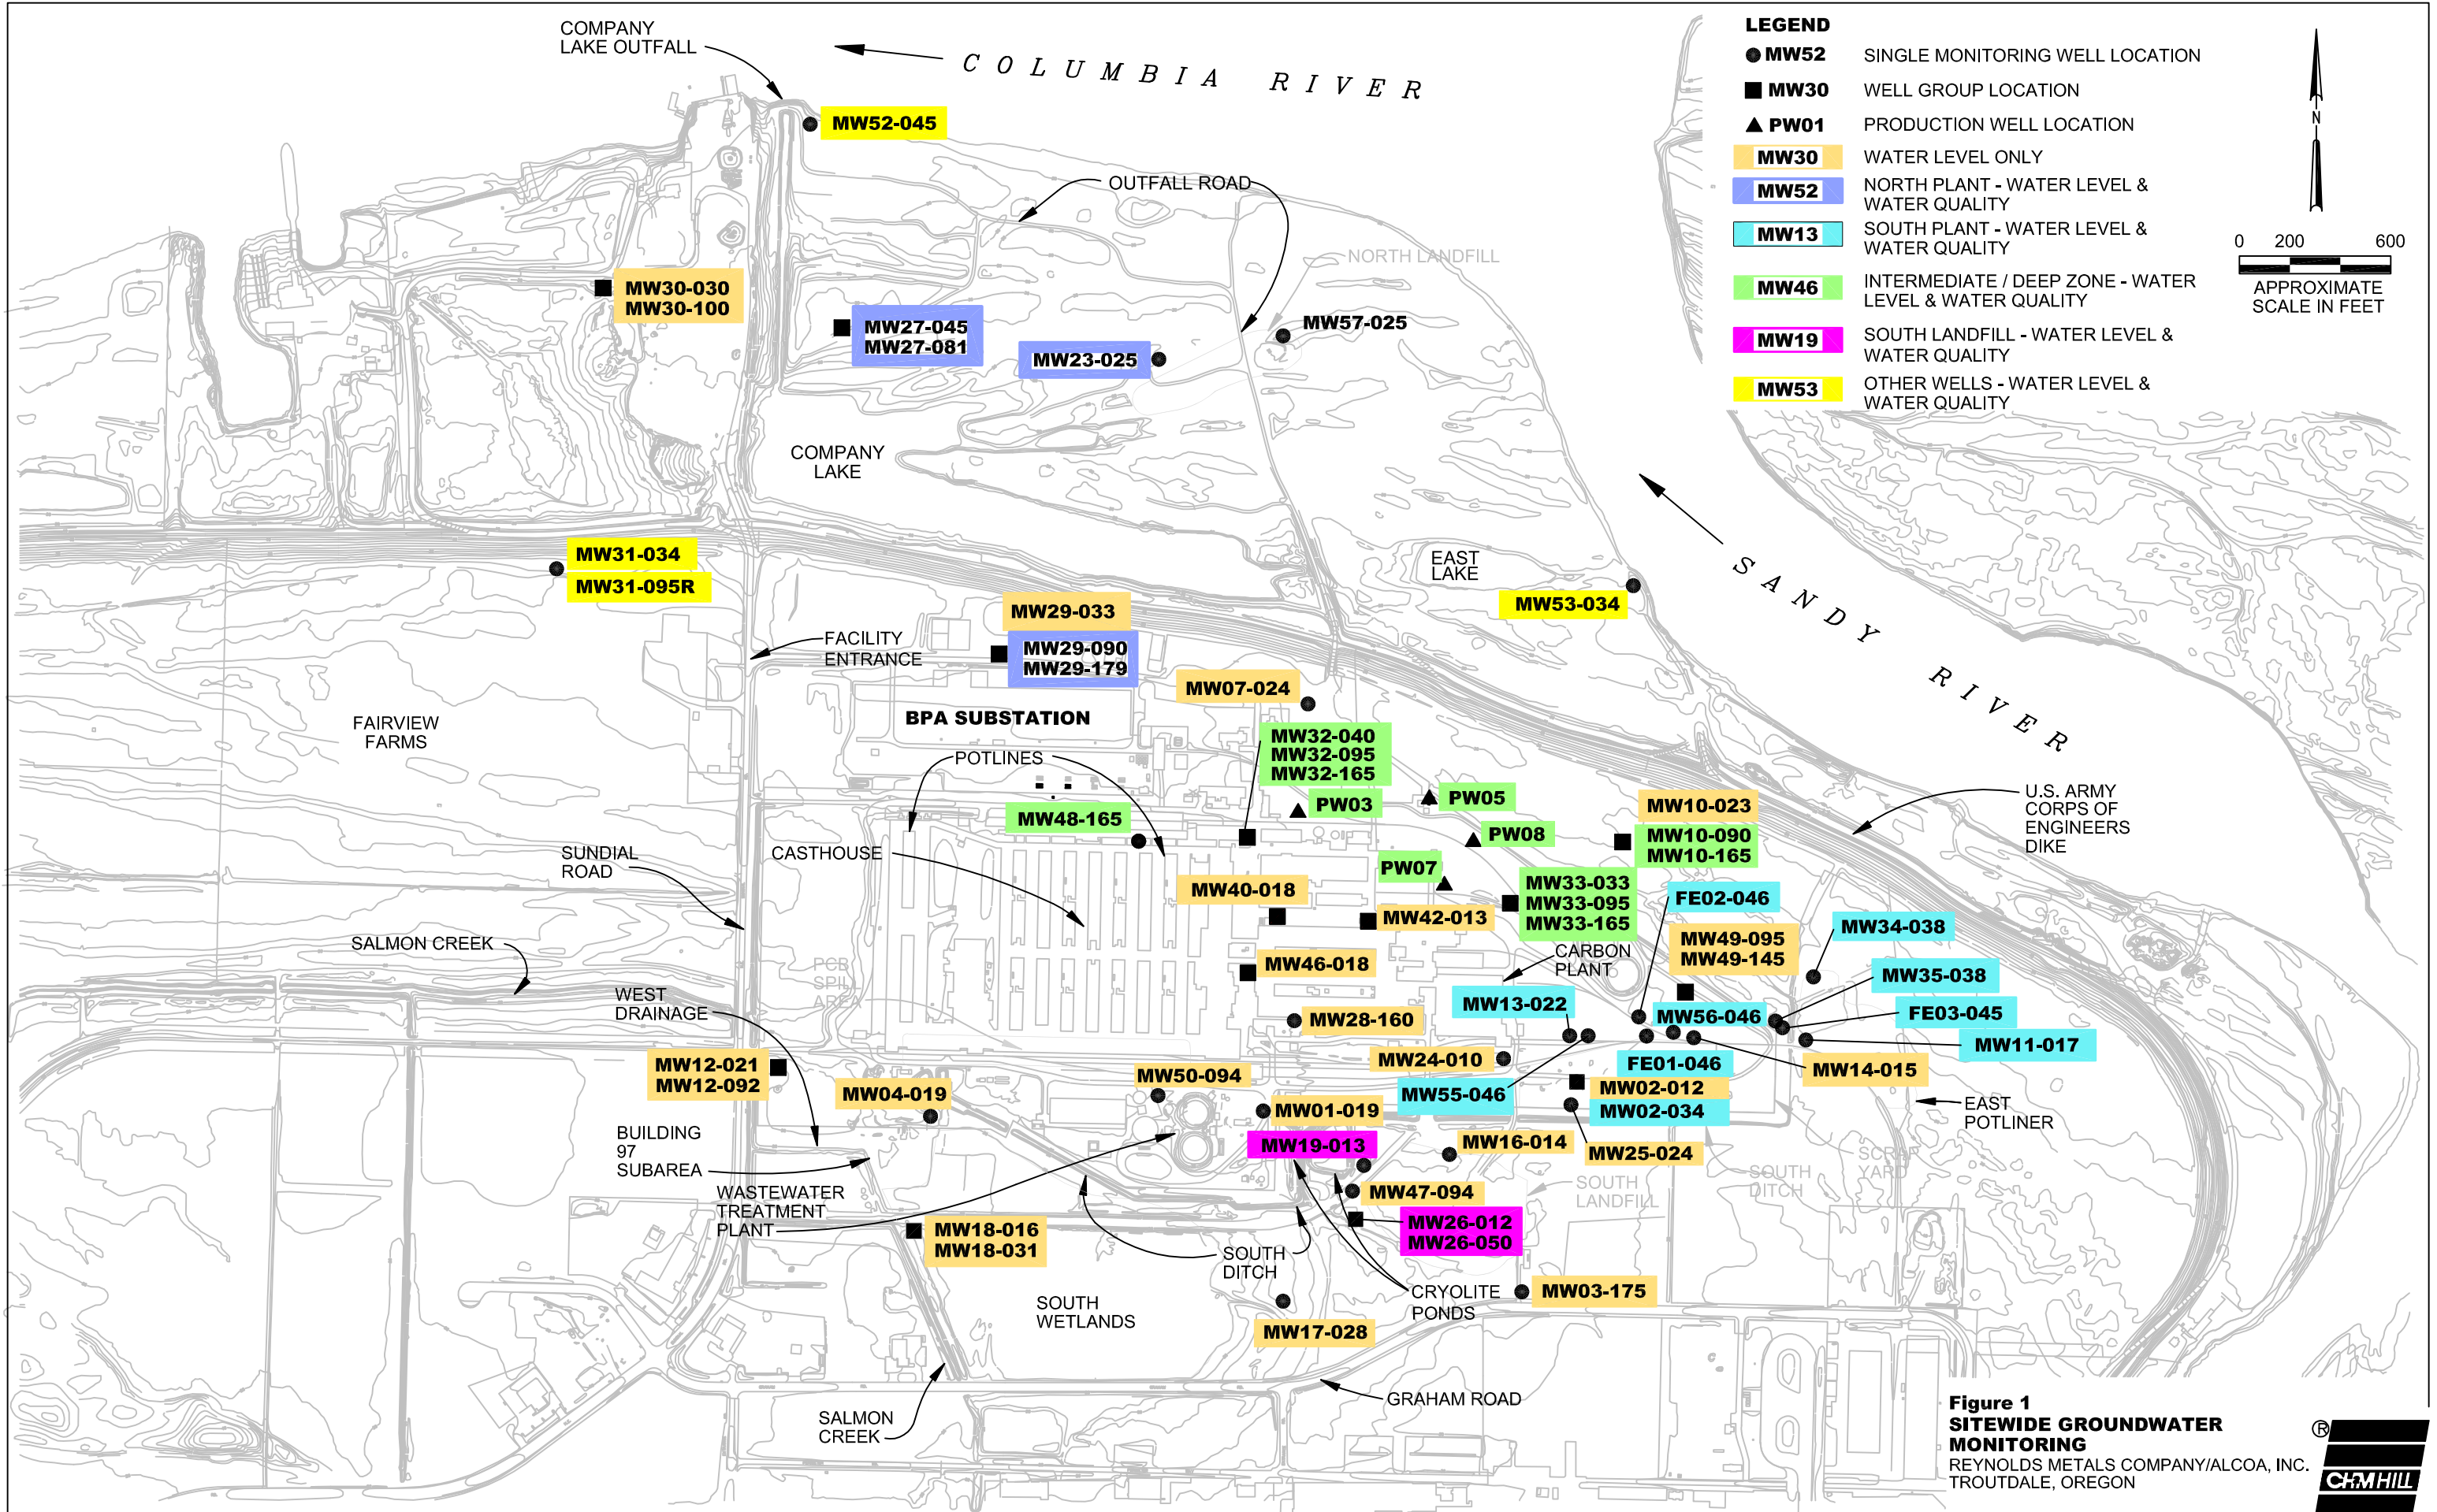 COMPANY
LAKE OUTFALL
COLUMBIA RIVER
MW52-045
OUTFALL ROAD
NORTH LANDFILL
MW30-030
MW30-100
MW27-045
MW27-081
MW23-025
MW57-025
COMPANY
LAKE
LEGEND
MW52 SINGLE MONITORING WELL LOCATION
MW30 WELL GROUP LOCATION
PW01 PRODUCTION WELL LOCATION
MW30 WATER LEVEL ONLY
MW52 NORTH PLANT - WATER LEVEL &
WATER QUALITY
MW13 SOUTH PLANT - WATER LEVEL &
WATER QUALITY
MW46 INTERMEDIATE / DEEP ZONE - WATER
LEVEL & WATER QUALITY
MW19 SOUTH LANDFILL - WATER LEVEL &
WATER QUALITY
MW53 OTHER WELLS - WATER LEVEL &
WATER QUALITY
N
0 200 600
APPROXIMATE
SCALE IN FEET
MW31-034
MW31-095R
EAST
LAKE
MW53-034
SANDY RIVER
MW29-033
FACILITY
ENTRANCE
MW29-090
MW29-179
MW07-024
FAIRVIEW
FARMS
BPA SUBSTATION
POTLINES
MW32-040
MW32-095
MW32-165
PW03
PW05
MW10-023
U.S. ARMY
CORPS OF
ENGINEERS
DIKE
MW48-165
PW08
MW10-090
MW10-165
SUNDIAL
ROAD
CASTHOUSE
PW07
MW40-018
MW42-013
MW33-033
MW33-095
MW33-165
FE02-046
MW34-038
SALMON CREEK
MW49-095
MW49-145
CARBON
PLANT
MW46-018
PCB
SPILL
AREA
MW35-038
WEST
DRAINAGE
MW13-022
MW56-046
FE03-045
MW28-160
MW11-017
MW12-021
MW12-092
MW24-010
FE01-046
MW14-015
MW50-094
MW04-019
MW55-046
MW02-012
MW02-034
MW01-019
EAST
POTLINER
BUILDING
97
SUBAREA
MW19-013
MW16-014
MW25-024
SCRAP
YARD
SOUTH
DITCH
SOUTH
LANDFILL
WASTEWATER
TREATMENT
PLANT
MW47-094
MW18-016
MW18-031
MW26-012
MW26-050
SOUTH
DITCH
CRYOLITE
PONDS
MW03-175
SOUTH
WETLANDS
MW17-028
GRAHAM ROAD
SALMON
CREEK
Figure 1
SITEWIDE GROUNDWATER
MONITORING
REYNOLDS METALS COMPANY/ALCOA, INC.
TROUTDALE, OREGON
®
CH2MHILL